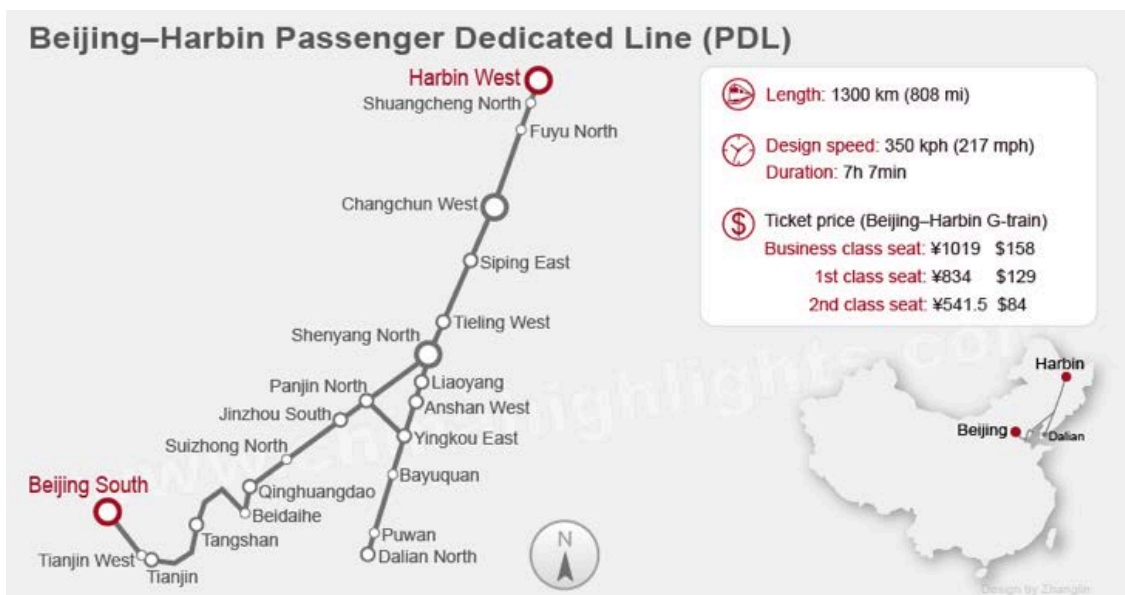 Beijing–Harbin Passenger Dedicated Line (PDL)
Harbin West
Shuangcheng North
Fuyu North
Changchun West
Siping East
Tieling West
Shenyang North
Liaoyang
Panjin North
Anshan West
Jinzhou South
Yingkou East
Suizhong North
Bayuquan
Beijing South
Qinghuangdao
Beidaihe
Tangshan
Puwan
Tianjin West
Dalian North
Tianjin
N
Length: 1300 km (808 mi)
Design speed: 350 kph (217 mph)
Duration: 7h 7min
$ Ticket price (Beijing–Harbin G-train)
Business class seat: ¥1019 $158
1st class seat: ¥834 $129
2nd class seat: ¥541.5 $84
Harbin
Beijing
Dalian
Design by Zhanglin